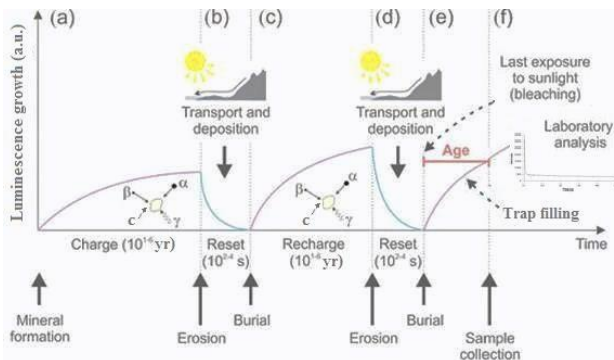 (a)
(b)
(c)
(d)
(e)
(f)
Luminescence growth (a.u.)
Transport and
deposition
Transport and
deposition
Last exposure
to sunlight
(bleaching)
Laboratory
analysis
Age
α
β
c
γ
α
β
c
γ
Trap filling
Charge (10¹⁻⁶ yr)
Reset
(10²⁻⁴ s)
Recharge
(10¹⁻⁶ yr)
Reset
(10²⁻⁴ s)
Time
Mineral
formation
Erosion
Burial
Erosion
Burial
Sample
collection